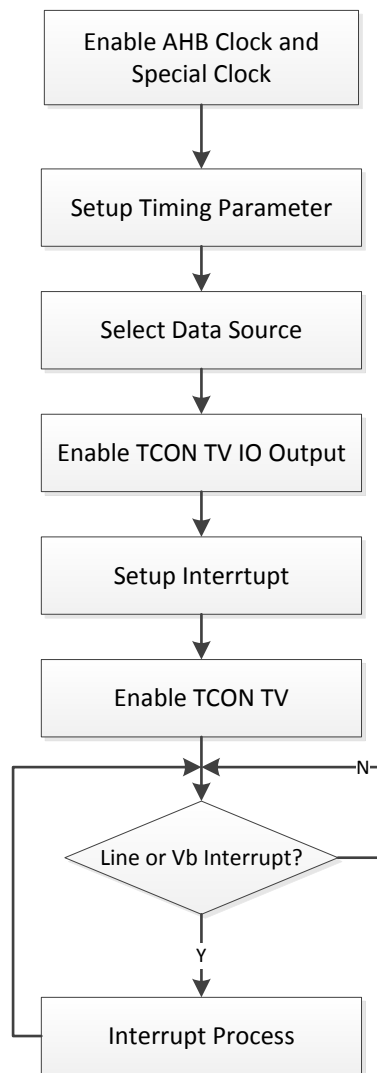 Enable AHB Clock and
Special Clock
Setup Timing Parameter
Select Data Source
Enable TCON TV IO Output
Setup Interrtupt
Enable TCON TV
N
Line or Vb Interrupt?
Y
Interrupt Process